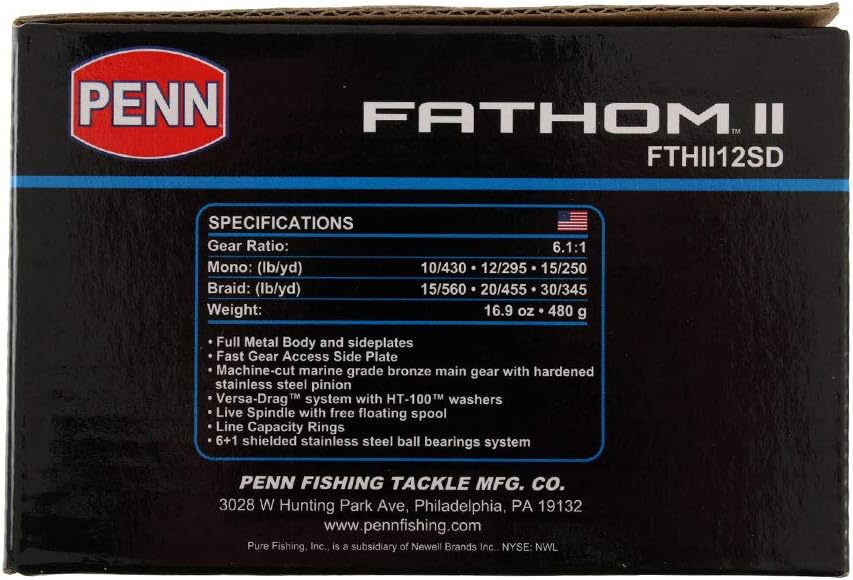 PENN
FATHOM™ II
FTHII12SD
SPECIFICATIONS
Gear Ratio: 6.1:1
Mono: (lb/yd) 10/430 • 12/295 • 15/250
Braid: (lb/yd) 15/560 • 20/455 • 30/345
Weight: 16.9 oz • 480 g
• Full Metal Body and sideplates
• Fast Gear Access Side Plate
• Machine-cut marine grade bronze main gear with hardened
stainless steel pinion
• Versa-Drag™ system with HT-100™ washers
• Live Spindle with free floating spool
• Line Capacity Rings
• 6+1 shielded stainless steel ball bearings system
PENN FISHING TACKLE MFG. CO.
3028 W Hunting Park Ave, Philadelphia, PA 19132
www.pennfishing.com
Pure Fishing, Inc., is a subsidiary of Newell Brands Inc.. NYSE: NWL